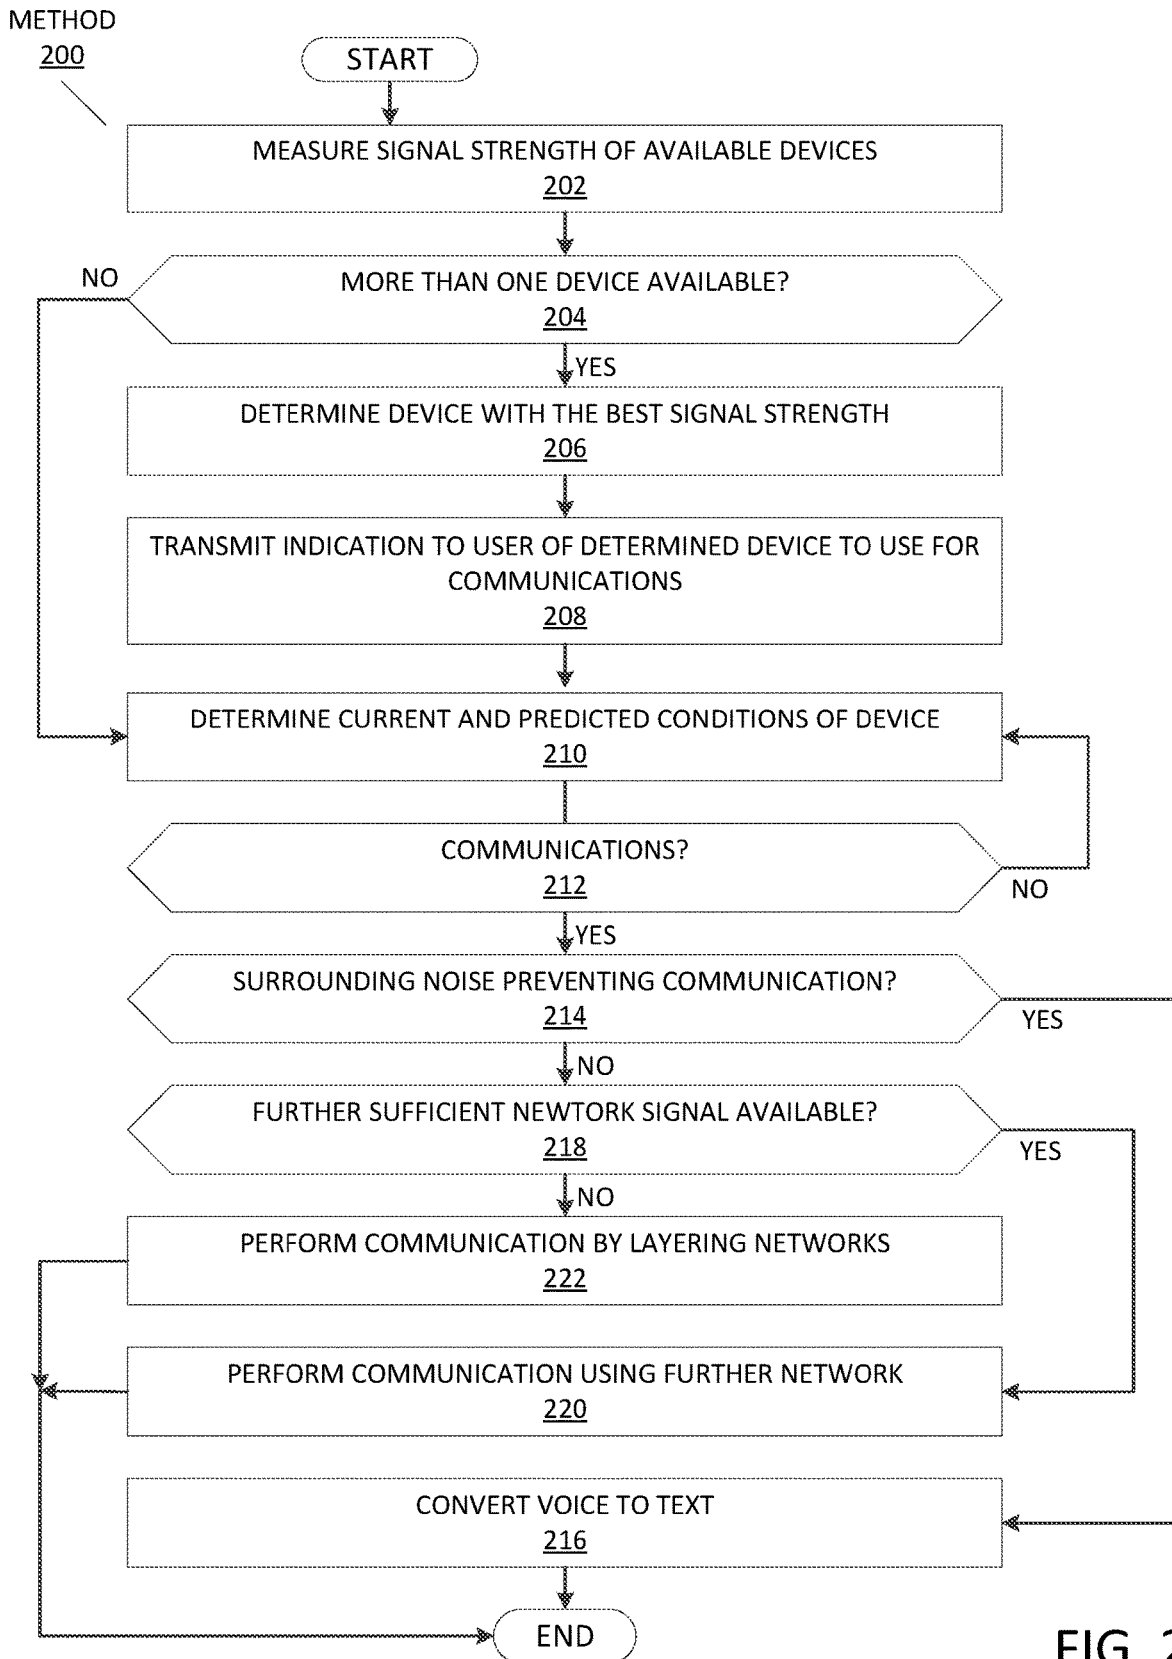 METHOD
200
START
MEASURE SIGNAL STRENGTH OF AVAILABLE DEVICES
202
NO
MORE THAN ONE DEVICE AVAILABLE?
204
YES
DETERMINE DEVICE WITH THE BEST SIGNAL STRENGTH
206
TRANSMIT INDICATION TO USER OF DETERMINED DEVICE TO USE FOR
COMMUNICATIONS
208
DETERMINE CURRENT AND PREDICTED CONDITIONS OF DEVICE
210
COMMUNICATIONS?
212
NO
YES
SURROUNDING NOISE PREVENTING COMMUNICATION?
214
YES
NO
FURTHER SUFFICIENT NEWTORK SIGNAL AVAILABLE?
218
YES
NO
PERFORM COMMUNICATION BY LAYERING NETWORKS
222
PERFORM COMMUNICATION USING FURTHER NETWORK
220
CONVERT VOICE TO TEXT
216
END
FIG. 2